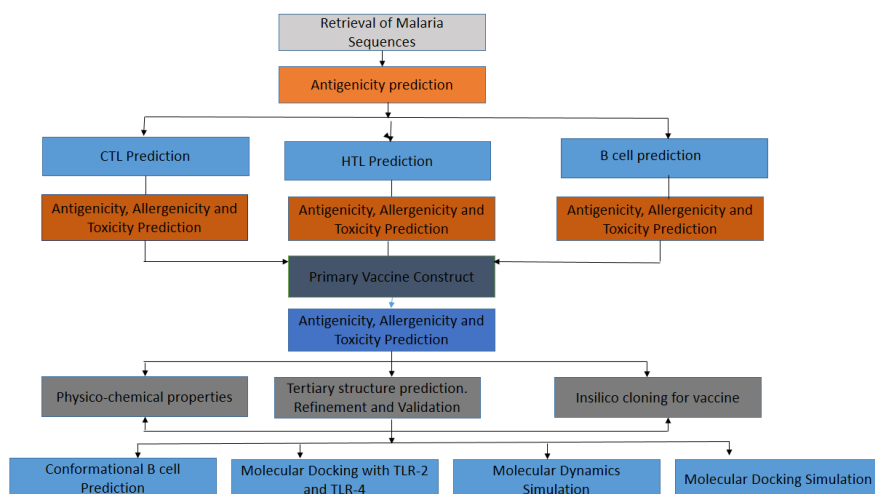 Retrieval of Malaria
Sequences
Antigenicity prediction
CTL Prediction
HTL Prediction
B cell prediction
Antigenicity, Allergenicity and
Toxicity Prediction
Antigenicity, Allergenicity and
Toxicity Prediction
Antigenicity, Allergenicity and
Toxicity Prediction
Primary Vaccine Construct
Antigenicity, Allergenicity and
Toxicity Prediction
Physico-chemical properties
Tertiary structure prediction.
Refinement and Validation
Insilico cloning for vaccine
Conformational B cell
Prediction
Molecular Docking with TLR-2
and TLR-4
Molecular Dynamics
Simulation
Molecular Docking Simulation